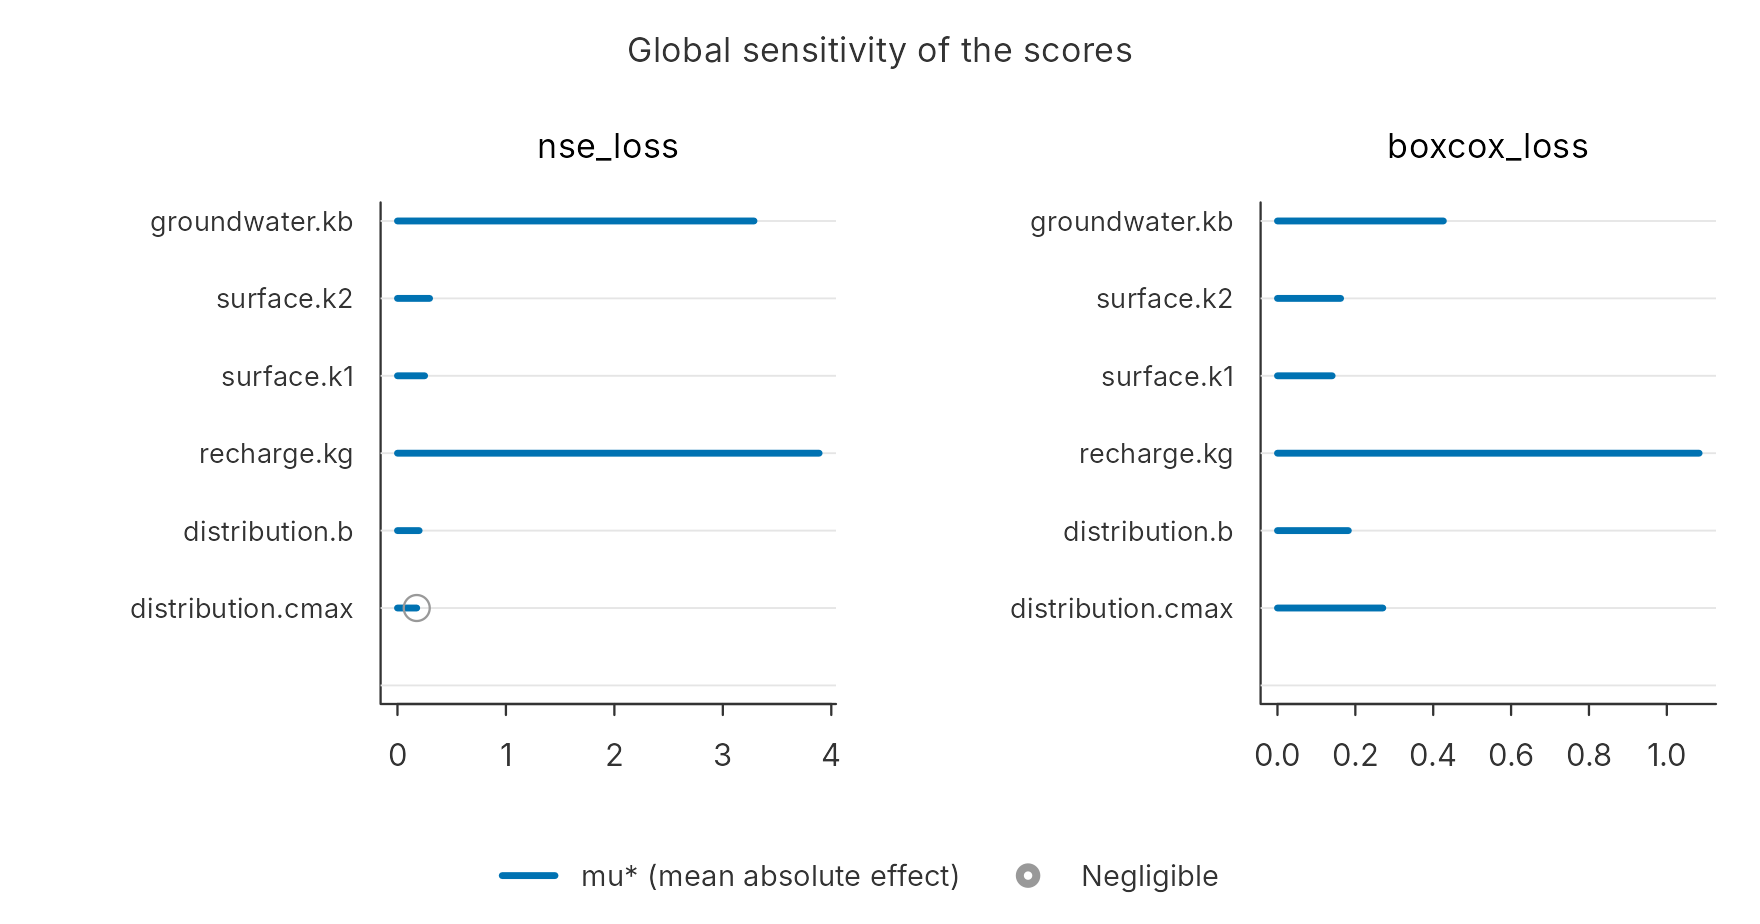 Global sensitivity of the scores
nse_loss
groundwater.kb
surface.k2
surface.k1
recharge.kg
distribution.b
distribution.cmax
0 1 2 3 4
boxcox_loss
groundwater.kb
surface.k2
surface.k1
recharge.kg
distribution.b
distribution.cmax
0.0 0.2 0.4 0.6 0.8 1.0
mu* (mean absolute effect) Negligible